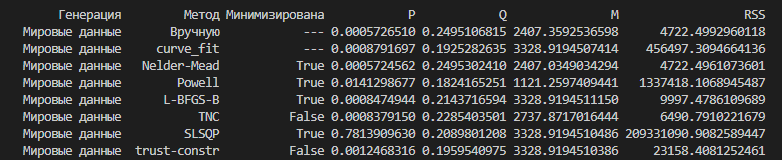 Генерация Метод Минимизирована P Q M RSS
Мировые данные Вручную --- 0.0005726510 0.2495106815 2407.3592536598 4722.4992960118
Мировые данные curve_fit --- 0.0008791697 0.1925282635 3328.9194507414 456497.3094664136
Мировые данные Nelder-Mead True 0.0005724562 0.2495302410 2407.0349034294 4722.4961073601
Мировые данные Powell True 0.0141298677 0.1824165251 1121.2597409441 1337418.1068945487
Мировые данные L-BFGS-B True 0.0008474944 0.2143716594 3328.9194511150 9997.4786109689
Мировые данные TNC False 0.0008379150 0.2285403501 2737.8717016444 6490.7910221679
Мировые данные SLSQP True 0.7813909630 0.2089801208 3328.9194510486 209331090.9082589447
Мировые данные trust-constr False 0.0012468316 0.1959540975 3328.9194510386 23158.4081252461